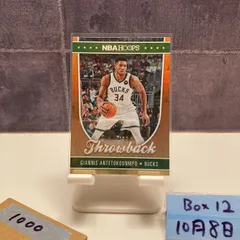 NBA HOOPS
BUCKS
34
Throwback
GIANNIS ANTETOKOUNMPO • BUCKS
1000
Box 12
10月8日